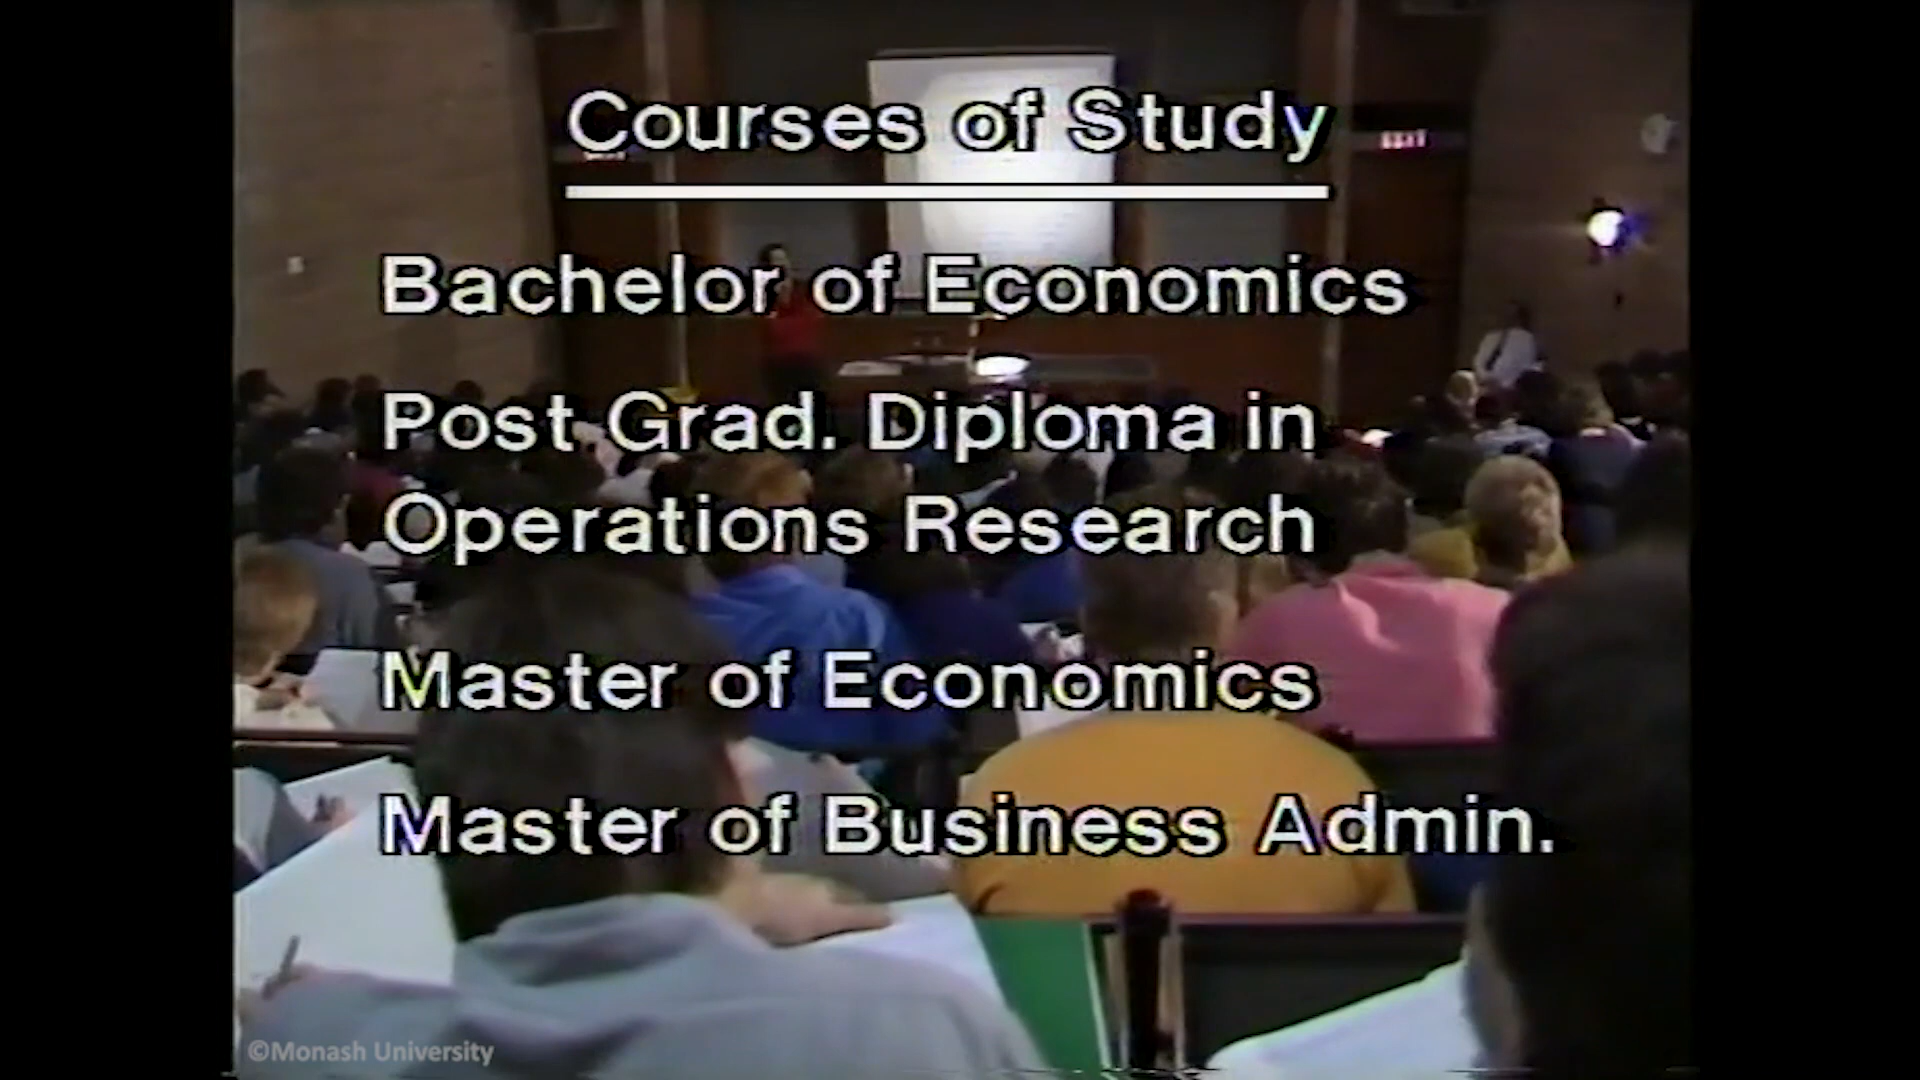 Courses of Study
EXIT
Bachelor of Economics
Post Grad. Diploma in
Operations Research
Master of Economics
Master of Business Admin.
©Monash University